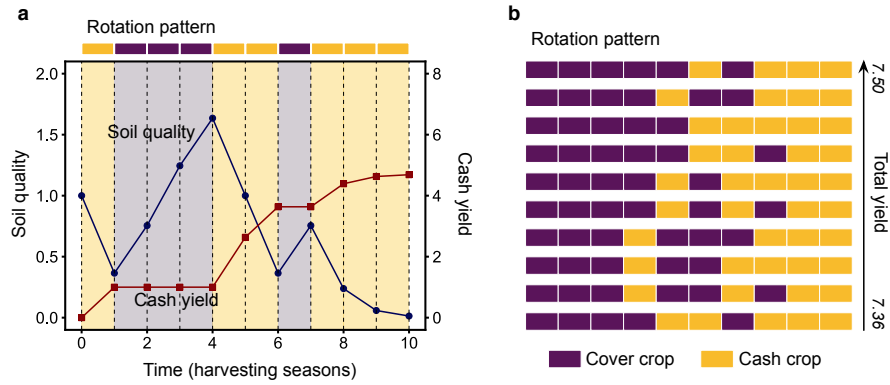 a
Rotation pattern
2.0
1.5
1.0
0.5
0.0
Soil quality
Soil quality
Cash yield
8
6
4
2
0
Cash yield
0
2
4
6
8
10
Time (harvesting seasons)
b
Rotation pattern
7.50
Total yield
7.36
Cover crop
Cash crop